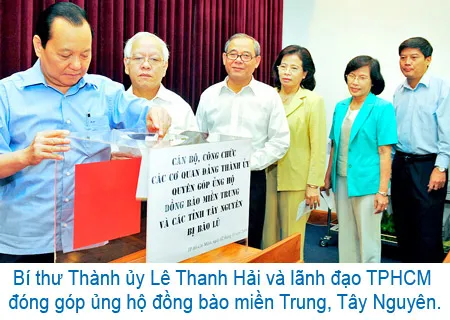 CÁN BỘ, CÔNG CHỨC
CÁC CƠ QUAN ĐẢNG THÀNH ỦY
QUYÊN GÓP ỦNG HỘ
ĐỒNG BÀO MIỀN TRUNG
VÀ CÁC TỈNH TÂY NGUYÊN
BỊ BÃO LŨ
Bí thư Thành ủy Lê Thanh Hải và lãnh đạo TPHCM
đóng góp ủng hộ đồng bào miền Trung, Tây Nguyên.